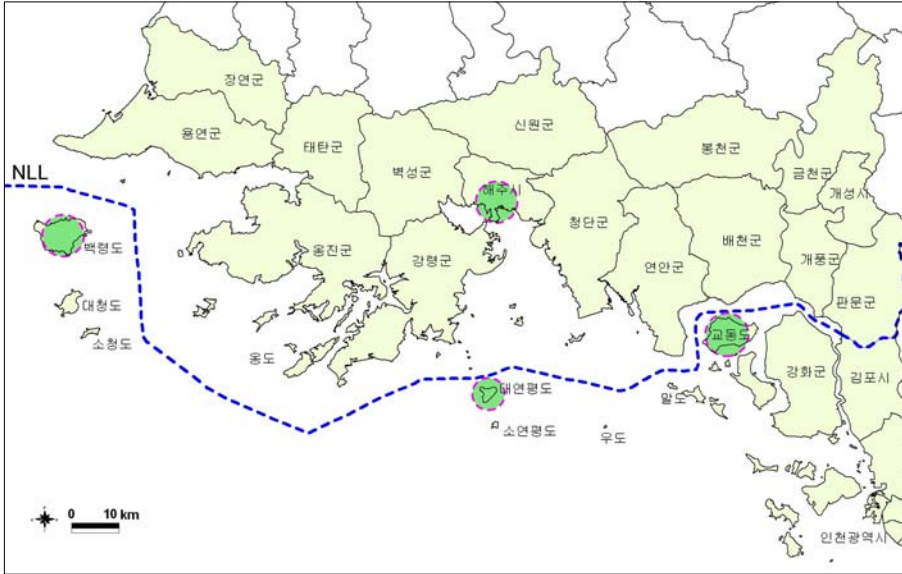 장연군
용연군
신원군
태탄군
봉천군
벽성군
금천군
NLL
해주시
개성시
청단군
배천군
백령도
옹진군
강령군
연안군
개풍군
대청도
판문군
소청도
교동도
옹도
강화군
김포시
대연평도
말도
소연평도
우도
0 10 km
인천광역시